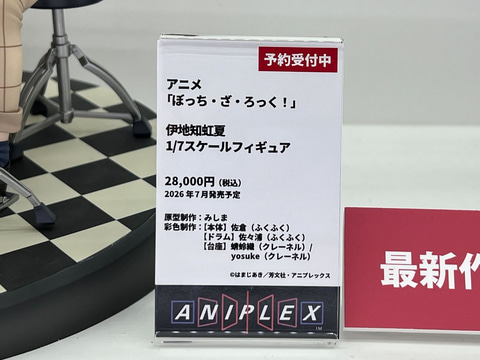 予約受付中
アニメ
「ぼっち・ざ・ろっく！」
伊地知虹夏
1/7スケールフィギュア
28,000円（税込）
2026年7月発売予定
原型制作：みしま
彩色制作：【本体】佐倉（ふくふく）
【ドラム】佐々浦（ふくふく）
【台座】蟷螂織（クレーネル）/
yosuke（クレーネル）
©はまじあき／芳文社・アニプレックス
ANIPLEX
最新作